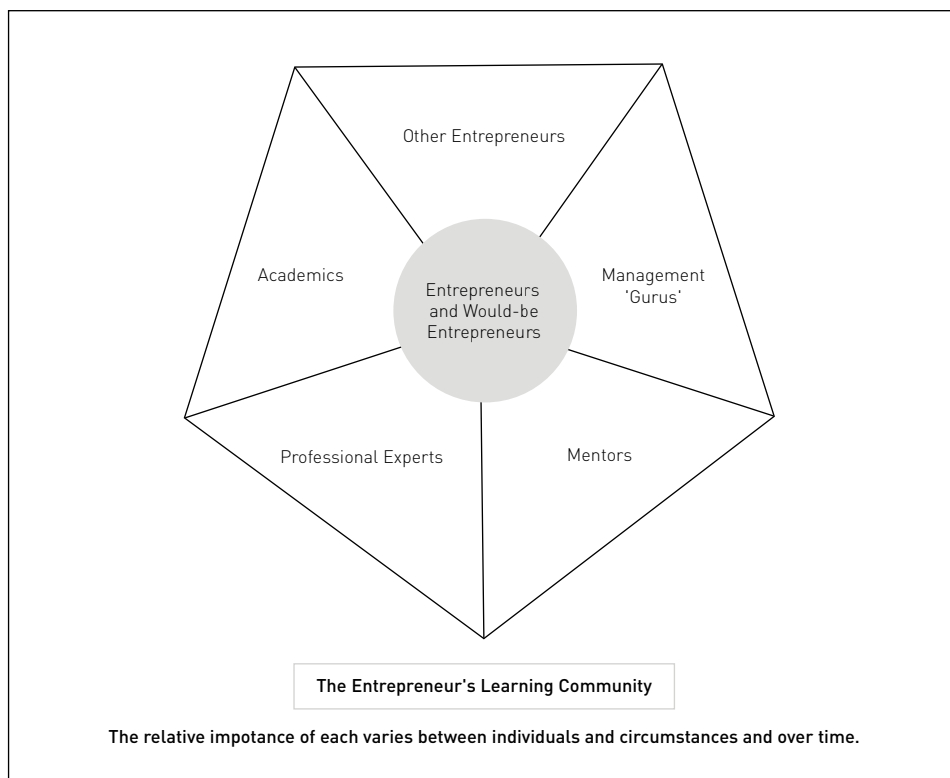 Other Entrepreneurs
Academics
Management
'Gurus'
Entrepreneurs
and Would-be
Entrepreneurs
Professional Experts
Mentors
The Entrepreneur's Learning Community
The relative impotance of each varies between individuals and circumstances and over time.